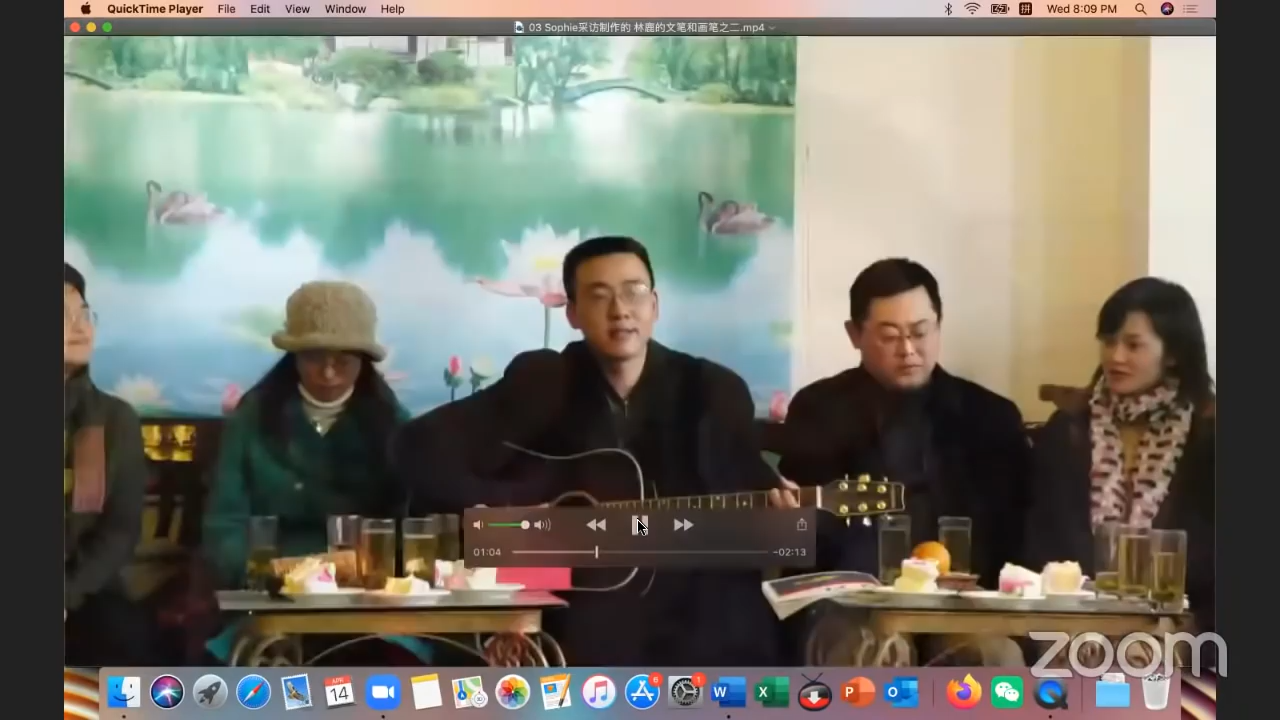 QuickTime Player File Edit View Window Help Wed 8:09 PM
03 Sophie采访制作的 林鹿的文笔和画笔之二.mp4
01:04 -02:13
zoom
APR
14
6
1
W X P O